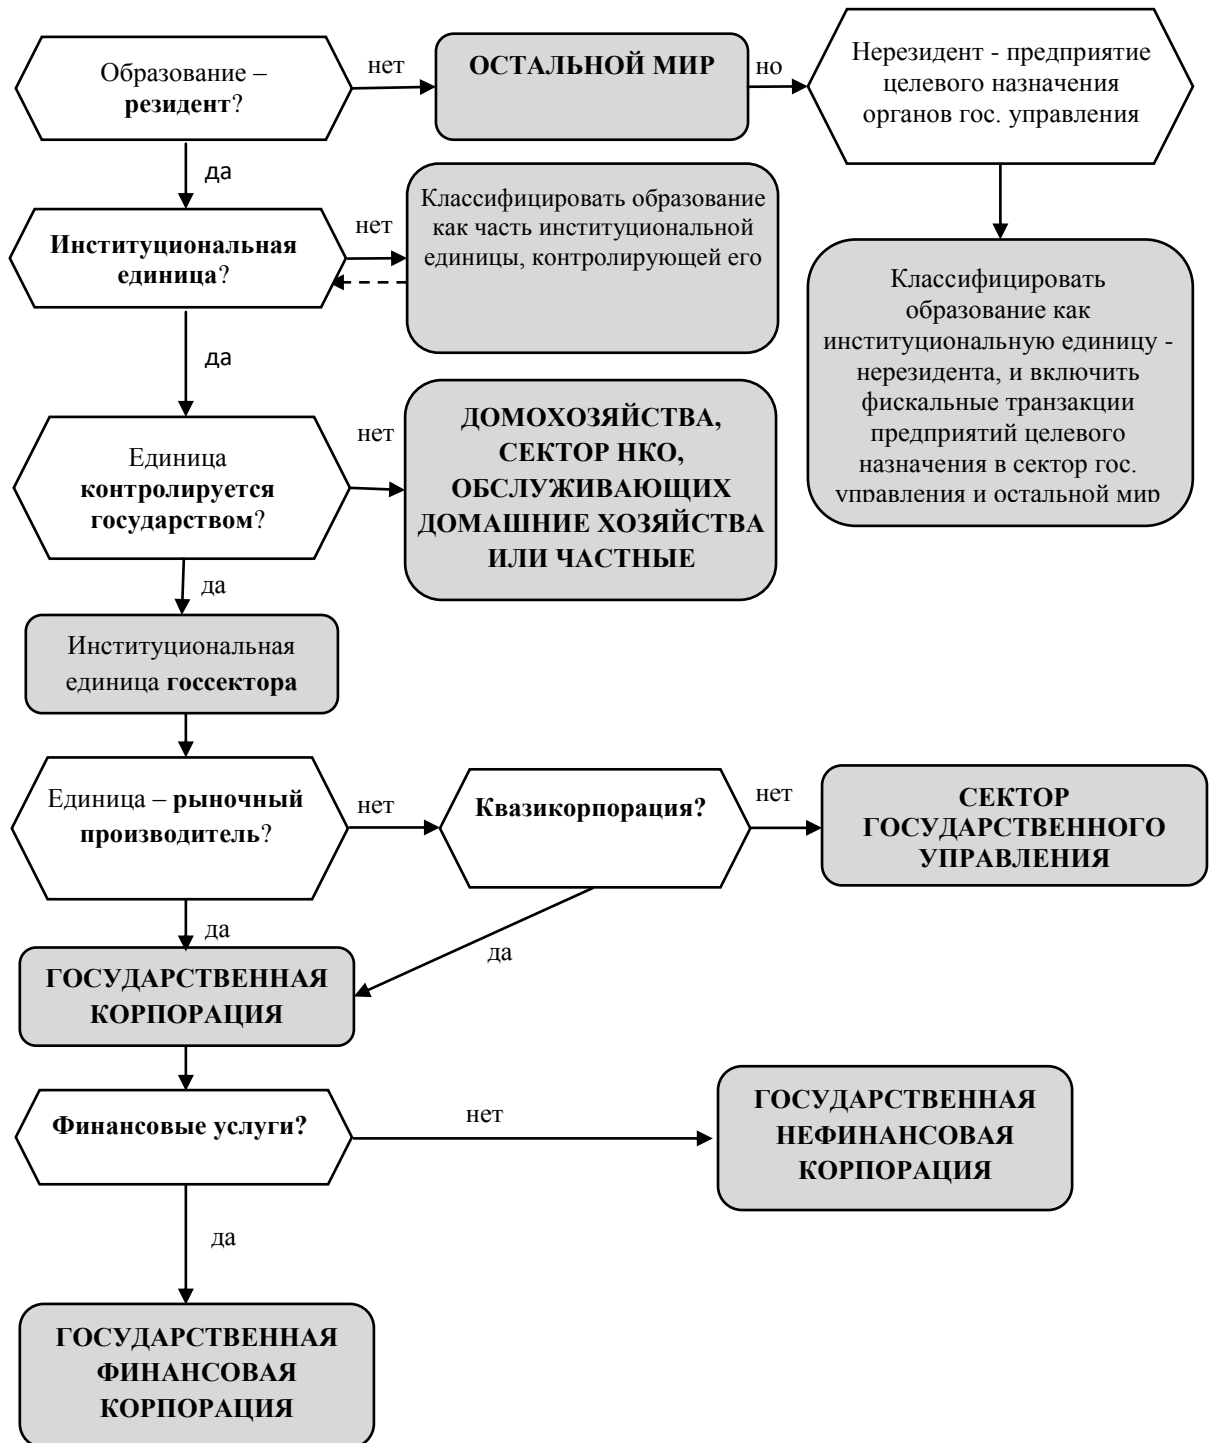 Образование –
резидент?
нет
ОСТАЛЬНОЙ МИР
но
Нерезидент - предприятие
целевого назначения
органов гос. управления
да
Институциональная
единица?
нет
Классифицировать образование
как часть институциональной
единицы, контролирующей его
Классифицировать
образование как
институциональную единицу -
нерезидента, и включить
фискальные транзакции
предприятий целевого
назначения в сектор гос.
управления и остальной мир
да
Единица
контролируется
государством?
нет
ДОМОХОЗЯЙСТВА,
СЕКТОР НКО,
ОБСЛУЖИВАЮЩИХ
ДОМАШНИЕ ХОЗЯЙСТВА
ИЛИ ЧАСТНЫЕ
да
Институциональная
единица госсектора
Единица – рыночный
производитель?
нет
Квазикорпорация?
нет
СЕКТОР
ГОСУДАРСТВЕННОГО
УПРАВЛЕНИЯ
да
да
ГОСУДАРСТВЕННАЯ
КОРПОРАЦИЯ
Финансовые услуги?
нет
ГОСУДАРСТВЕННАЯ
НЕФИНАНСОВАЯ
КОРПОРАЦИЯ
да
ГОСУДАРСТВЕННАЯ
ФИНАНСОВАЯ
КОРПОРАЦИЯ